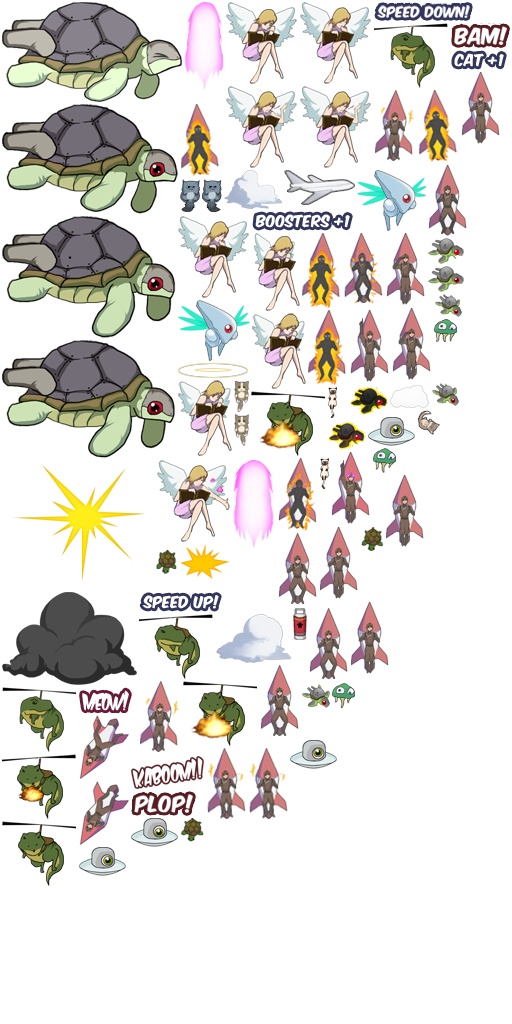 SPEED DOWN!
BAM!
CAT +1
BOOSTERS +1
SPEED UP!
MEOW!
KABOOM!!
PLOP!